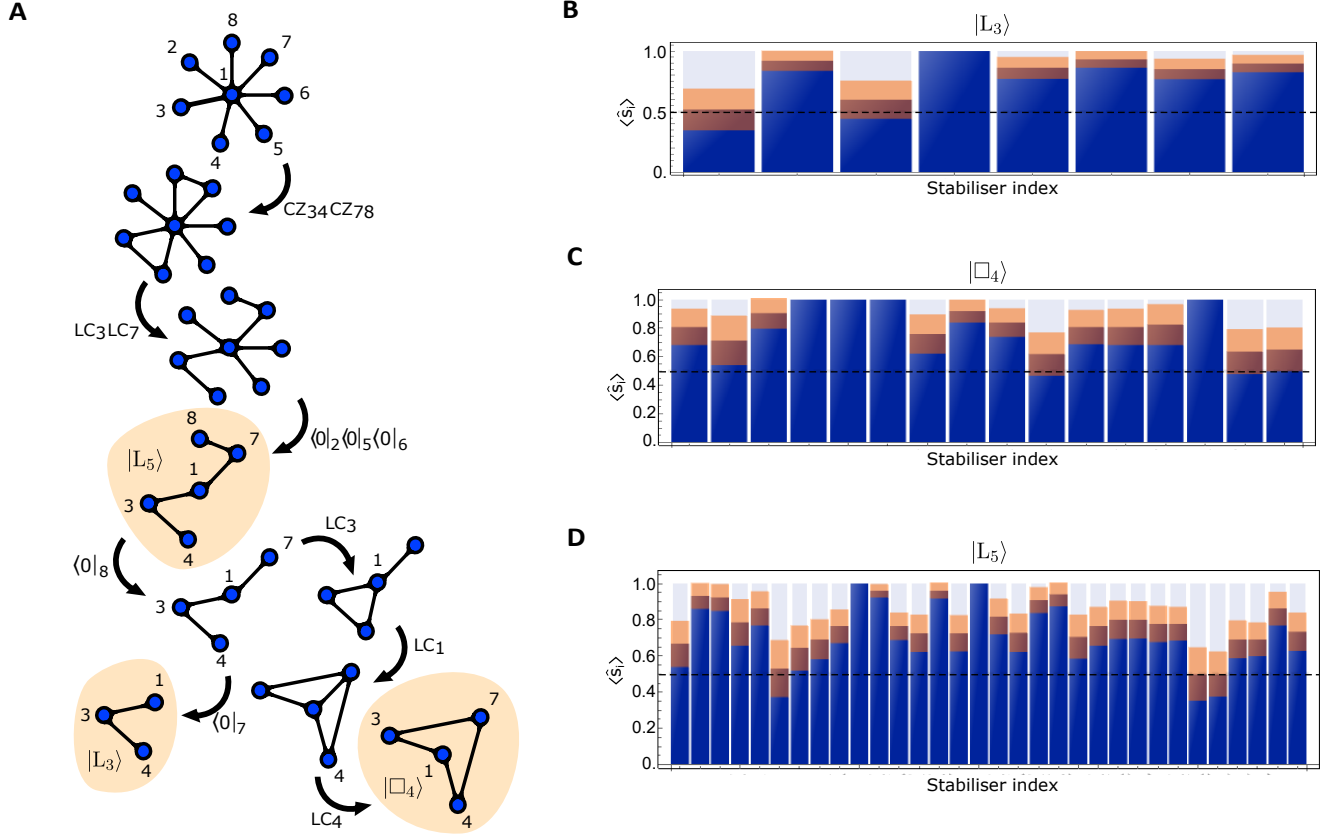 A
8
2
7
1
3
6
4
5
CZ₃₄CZ₇₈
LC₃LC₇
⟨0|₂⟨0|₅⟨0|₆
8
7
|L₅⟩
1
3
4
⟨0|₈
7
LC₃
1
1
3
4
LC₁
⟨0|₇
1
3
4
|L₃⟩
4
7
3
1
|□₄⟩
4
LC₄
B
|L₃⟩
1.0
0.5
0.
⟨ŝᵢ⟩
Stabiliser index
C
|□₄⟩
1.0
0.8
0.6
0.4
0.2
0.
⟨ŝᵢ⟩
Stabiliser index
D
|L₅⟩
1.0
0.8
0.6
0.4
0.2
0.
⟨ŝᵢ⟩
Stabiliser index